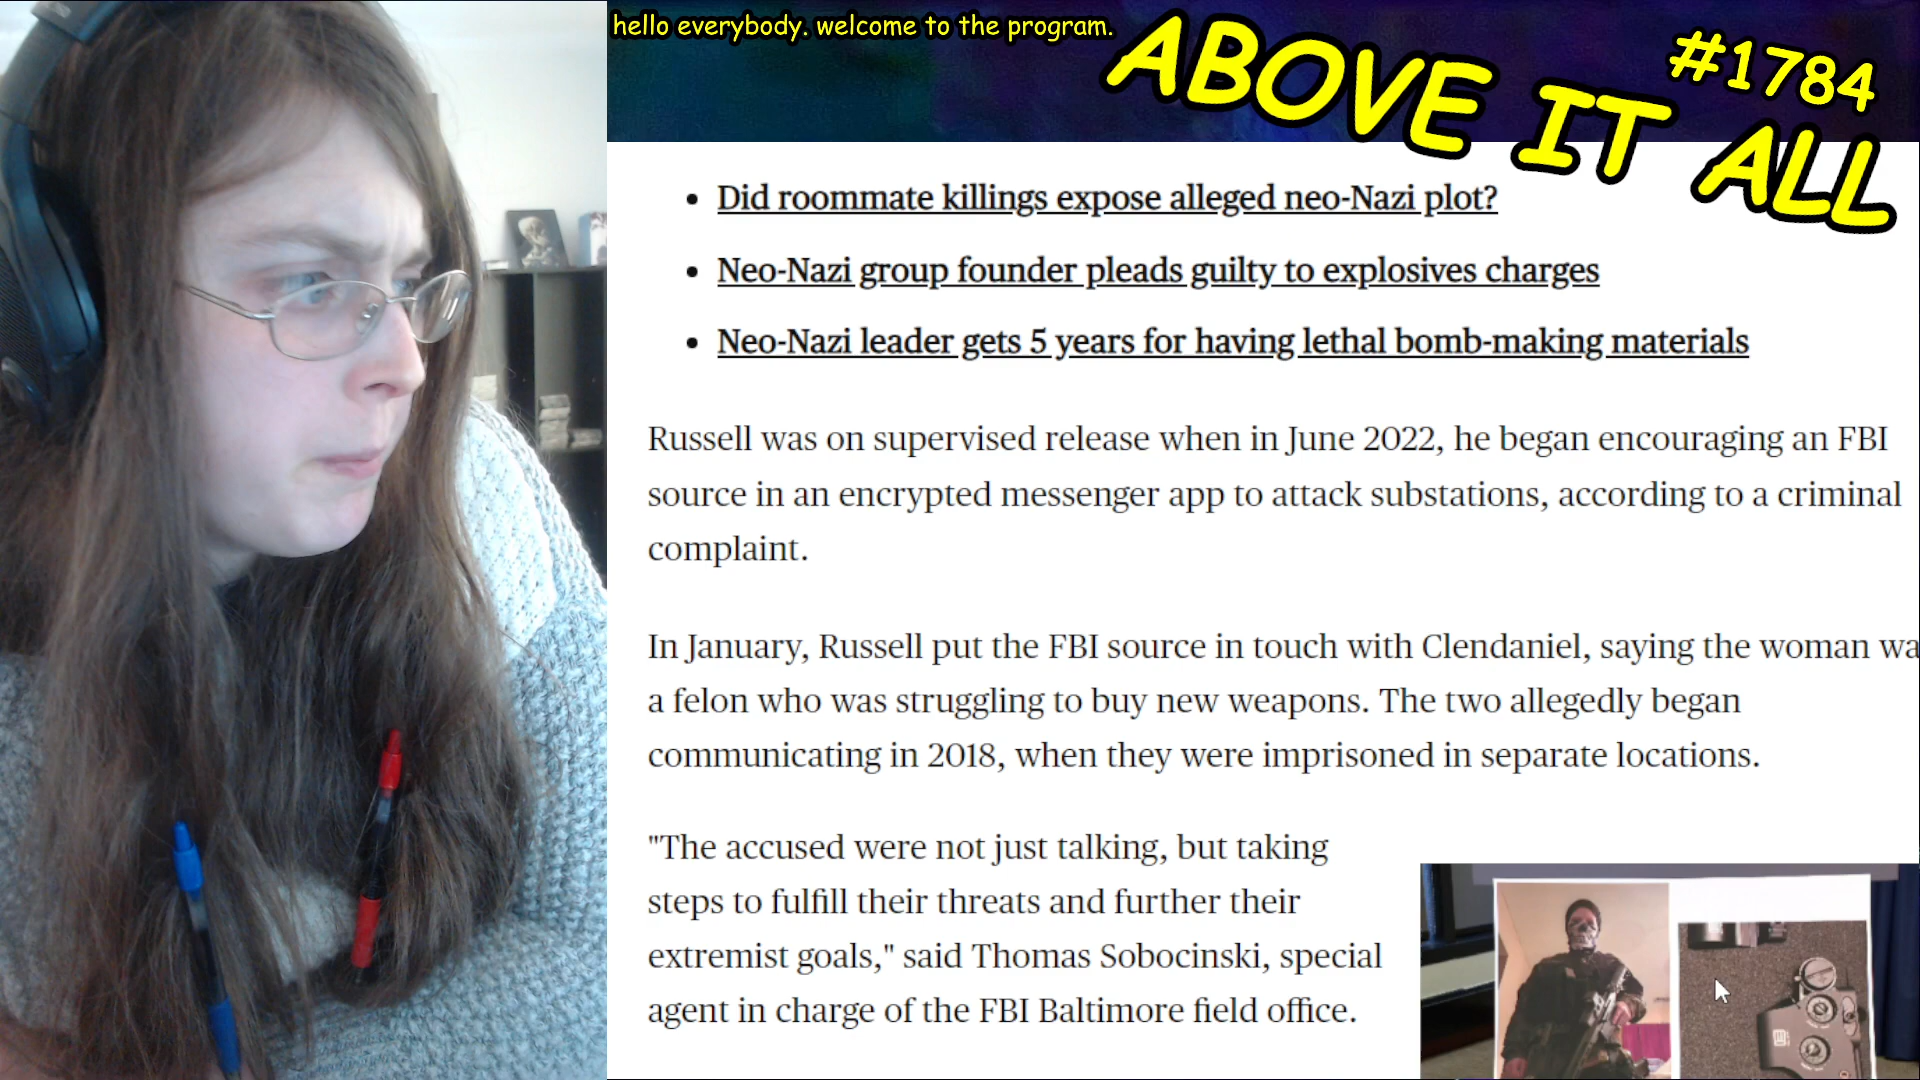 hello everybody. welcome to the program.
ABOVE IT ALL
#1784
Did roommate killings expose alleged neo-Nazi plot?
Neo-Nazi group founder pleads guilty to explosives charges
Neo-Nazi leader gets 5 years for having lethal bomb-making materials
Russell was on supervised release when in June 2022, he began encouraging an FBI
source in an encrypted messenger app to attack substations, according to a criminal
complaint.
In January, Russell put the FBI source in touch with Clendaniel, saying the woman wa
a felon who was struggling to buy new weapons. The two allegedly began
communicating in 2018, when they were imprisoned in separate locations.
"The accused were not just talking, but taking
steps to fulfill their threats and further their
extremist goals," said Thomas Sobocinski, special
agent in charge of the FBI Baltimore field office.